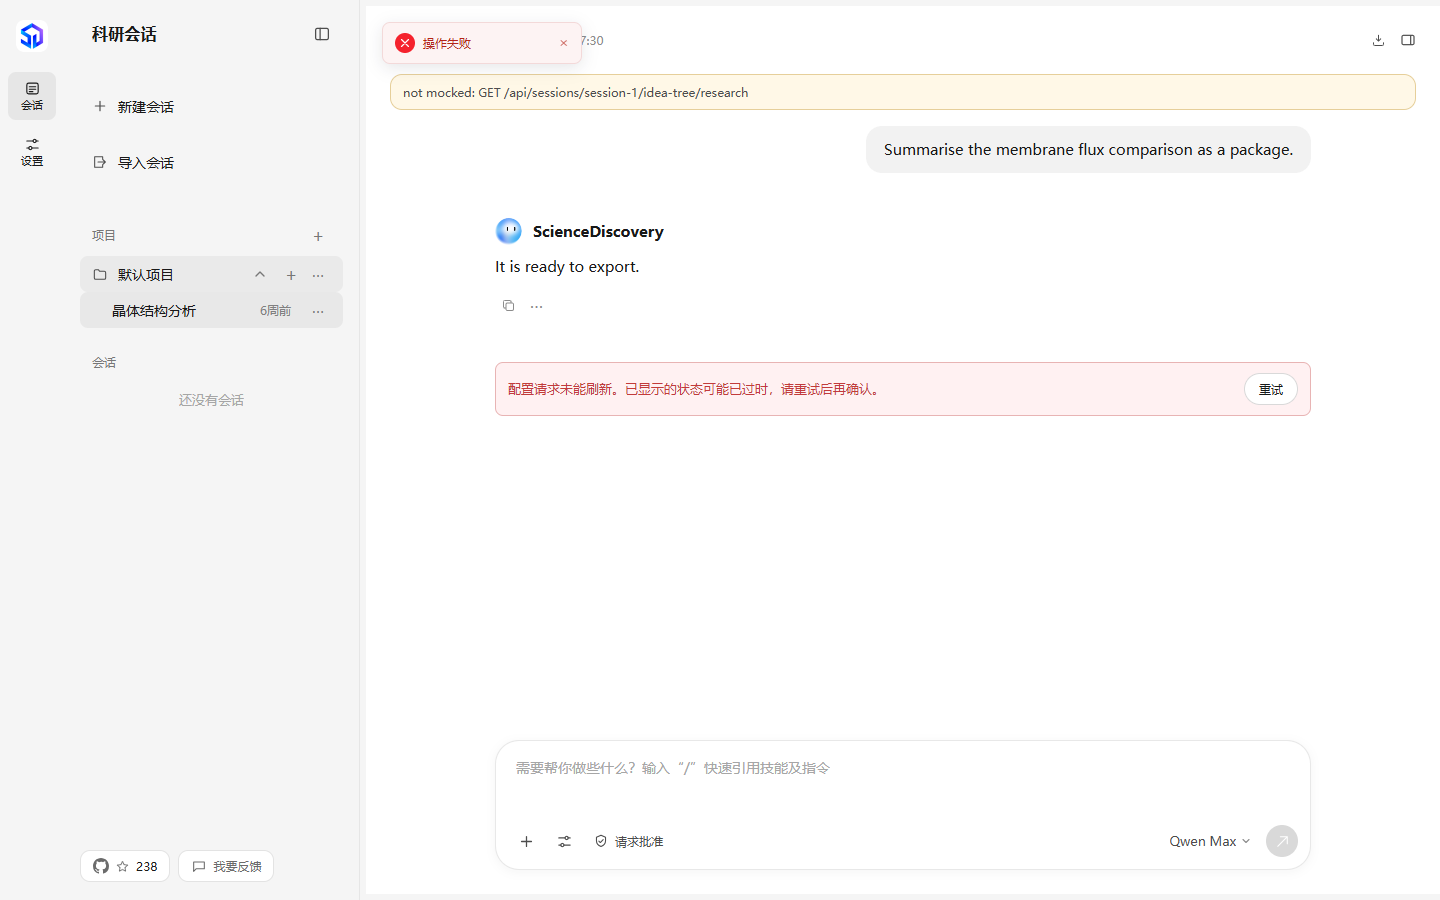 科研会话
会话
设置
新建会话
导入会话
项目
默认项目
晶体结构分析
6周前
会话
还没有会话
238
我要反馈
操作失败
7:30
not mocked: GET /api/sessions/session-1/idea-tree/research
Summarise the membrane flux comparison as a package.
ScienceDiscovery
It is ready to export.
配置请求未能刷新。已显示的状态可能已过时，请重试后再确认。
重试
需要帮你做些什么？输入“/”快速引用技能及指令
请求批准
Qwen Max